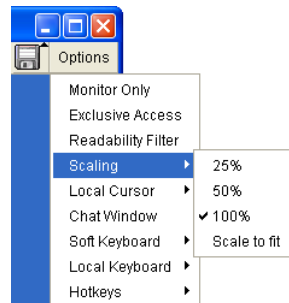 Options
Monitor Only
Exclusive Access
Readability Filter
Scaling
25%
Local Cursor
50%
Chat Window
100%
Soft Keyboard
Scale to fit
Local Keyboard
Hotkeys